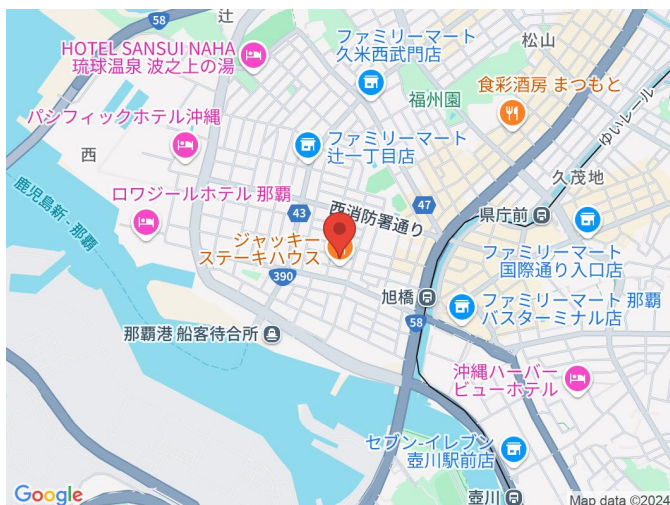 58
辻
ファミリーマート
久米西武門店
松山
HOTEL SANSUI NAHA
琉球温泉 波之上の湯
福州園
食彩酒房 まつもと
ゆいレール
パシフィックホテル沖縄
ファミリーマート
辻一丁目店
西
久茂地
鹿児島新 - 那覇
ロワジールホテル 那覇
43
西消防署通り
47
県庁前
ジャッキー
ステーキハウス
ファミリーマート
国際通り入口店
390
旭橋
ファミリーマート 那覇
バスターミナル店
58
那覇港 船客待合所
沖縄ハーバー
ビューホテル
セブン-イレブン
壺川駅前店
壺川
Google
Map data ©2024